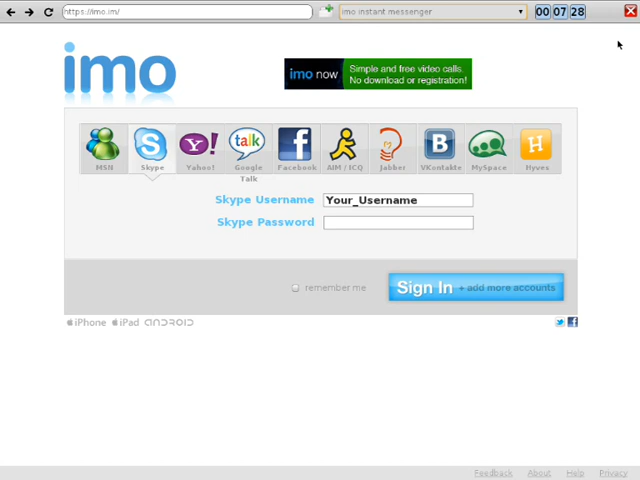 https://imo.im/
imo instant messenger
00 07 28
imo
imo now
Simple and free video calls.
No download or registration!
MSN
Skype
Yahoo!
talk
Google
Talk
Facebook
AIM / ICQ
Jabber
VKontakte
MySpace
Hyves
Skype Username
Your_Username
Skype Password
remember me
Sign In + add more accounts
iPhone iPad ANDROID
Feedback About Help Privacy